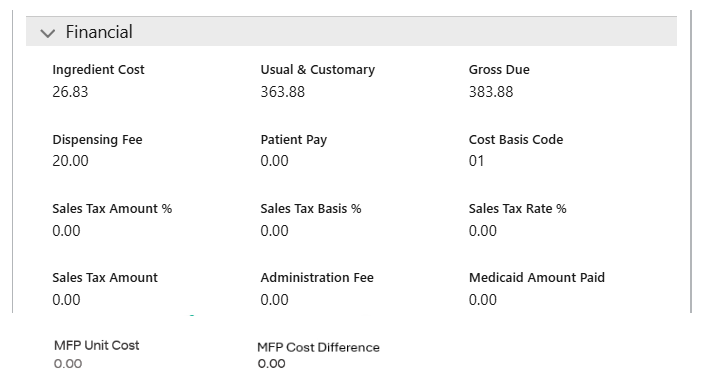 Financial
Ingredient Cost Usual & Customary Gross Due
26.83 363.88 383.88
Dispensing Fee Patient Pay Cost Basis Code
20.00 0.00 01
Sales Tax Amount % Sales Tax Basis % Sales Tax Rate %
0.00 0.00 0.00
Sales Tax Amount Administration Fee Medicaid Amount Paid
0.00 0.00 0.00
MFP Unit Cost MFP Cost Difference
0.00 0.00